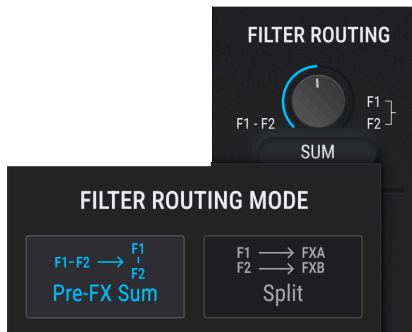 FILTER ROUTING
F1 - F2
F1
F2
SUM
FILTER ROUTING MODE
F1-F2 → F1
F2
Pre-FX Sum
F1 → FXA
F2 → FXB
Split